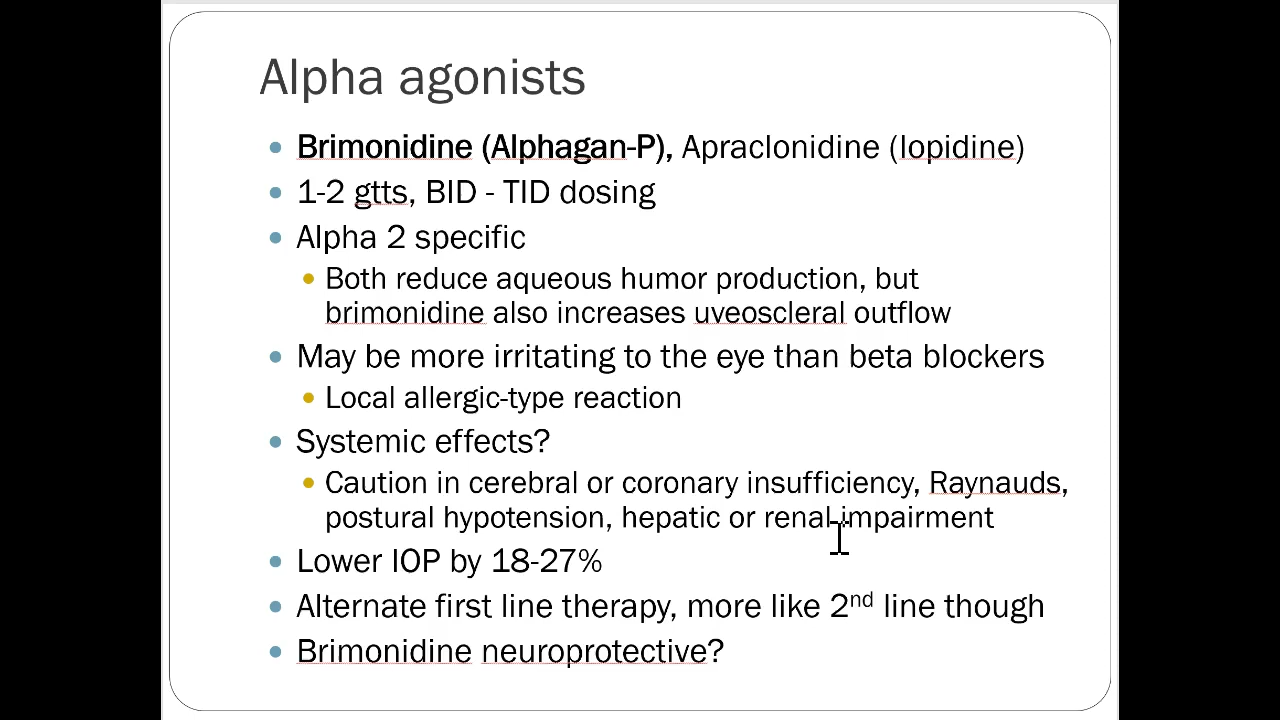 Alpha agonists
Brimonidine (Alphagan-P), Apraclonidine (Iopidine)
1-2 gtts, BID - TID dosing
Alpha 2 specific
Both reduce aqueous humor production, but
brimonidine also increases uveoscleral outflow
May be more irritating to the eye than beta blockers
Local allergic-type reaction
Systemic effects?
Caution in cerebral or coronary insufficiency, Raynauds,
postural hypotension, hepatic or renal impairment
Lower IOP by 18-27%
Alternate first line therapy, more like 2nd line though
Brimonidine neuroprotective?